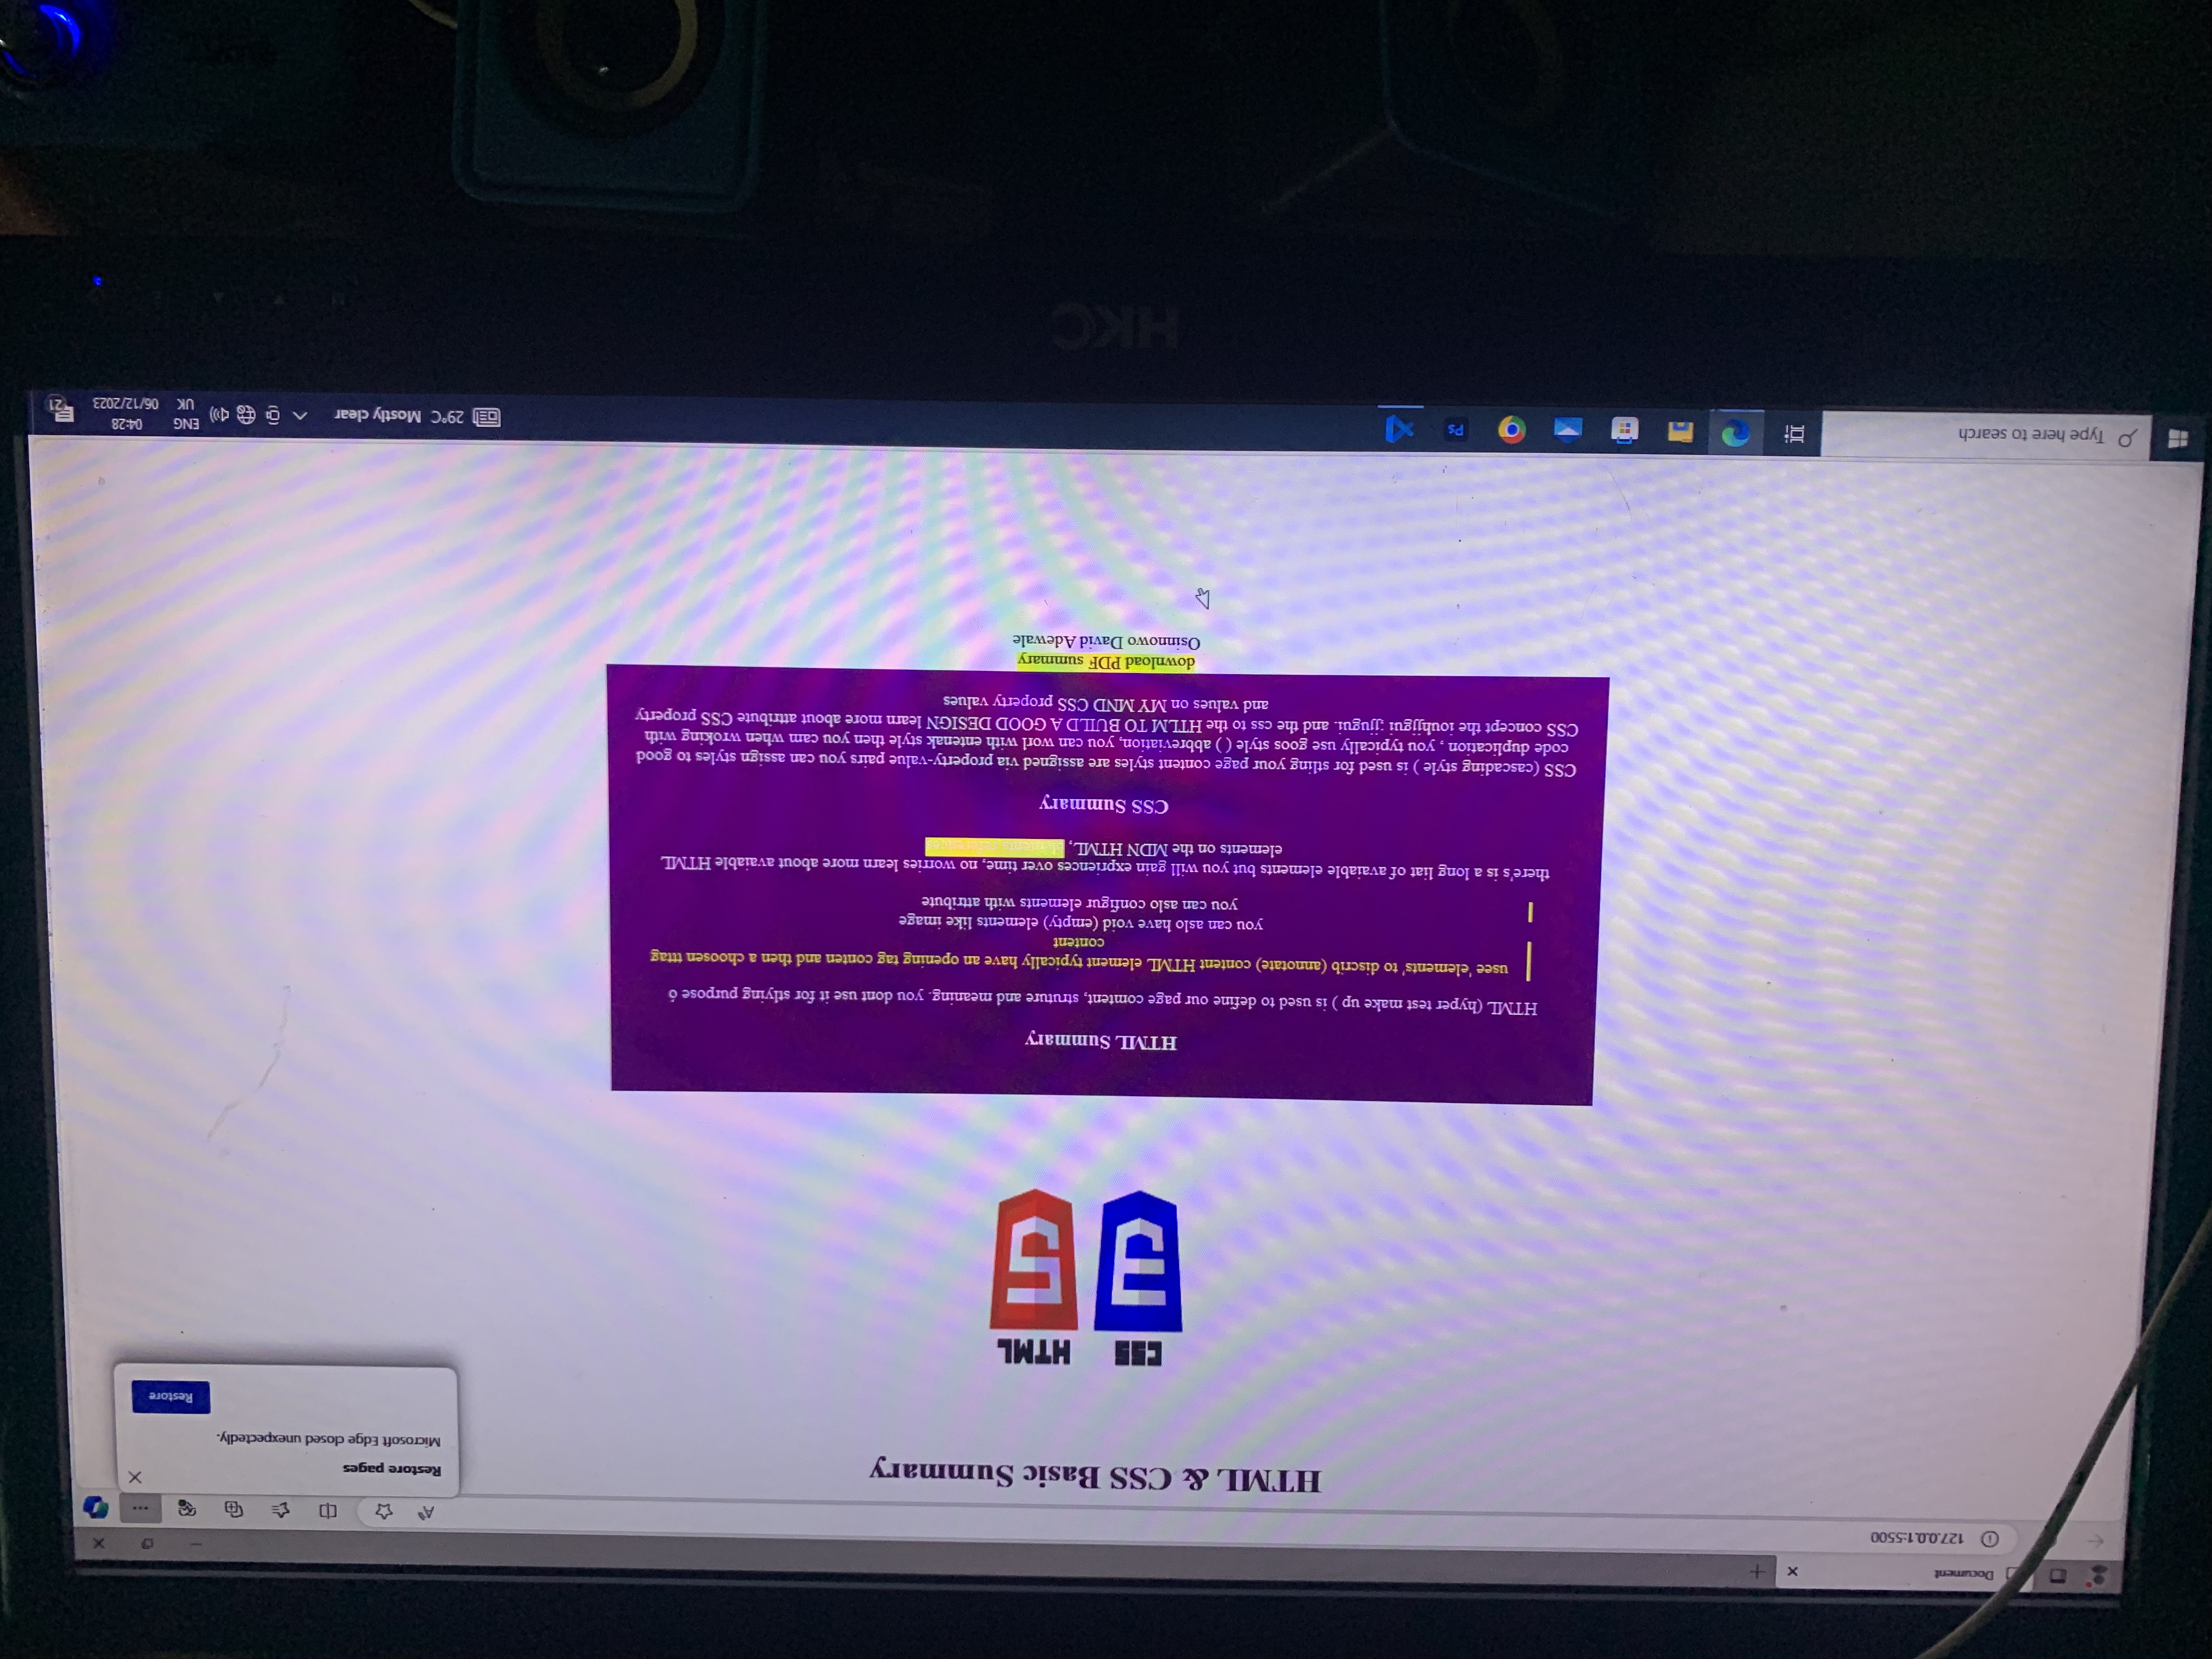 Document
127.0.0.1:5500
HTML & CSS Basic Summary
Restore pages
Microsoft Edge closed unexpectedly.
Restore
CSS HTML
3 5
HTML Summary
HTML (hyper test make up ) is used to define our page comtent, struture and meaning. you dont use it for stlying purpose ó
usee 'elements' to discrib (annotate) content HTML element typically have an opening tag conten and then a choosen tttag
content
you can aslo have void (empty) elements like image
you can aslo configur elements with attribute
there's is a long liat of avaiable elements but you will gain expriences over time, no worries learn more about avaiable HTML
elements on the MDN HTML,
CSS Summary
CSS (cascading style ) is used for stling your page content styles are assigned via property-value pairs you can assign styles to good
code duplication , you typically use goos style ( ) abbreviation, you can worl with entenak style then you cam when wroking with
CSS concept the iouhjjgui ;jjugui. and the css to the HTLM TO BUILD A GOOD DESIGN learn more about attribute CSS property
and values on MY MND CSS property values
download PDF summary
Osinnowo David Adewale
Type here to search
Ps
29°C Mostly clear
ENG
UK
04:28
06/12/2023
21
HKC